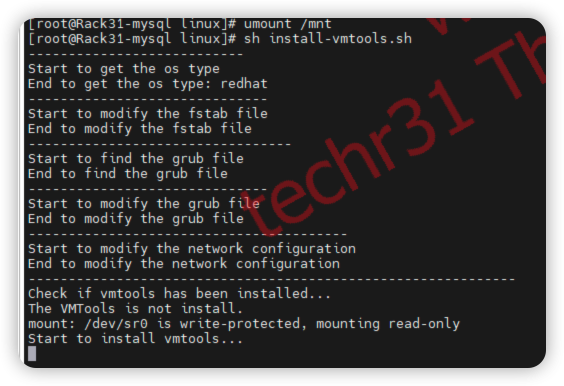 [root@Rack31-mysql linux]# umount /mnt
[root@Rack31-mysql linux]# sh install-vmtools.sh
---------------------------
Start to get the os type
End to get the os type: redhat
------------------------------
Start to modify the fstab file
End to modify the fstab file
---------------------------------
Start to find the grub file
End to find the grub file
------------------------------
Start to modify the grub file
End to modify the grub file
----------------------------------------
Start to modify the network configuration
End to modify the network configuration
-------------------------------------------------------------
Check if vmtools has been installed...
The VMTools is not install.
mount: /dev/sr0 is write-protected, mounting read-only
Start to install vmtools...
techr31 Th